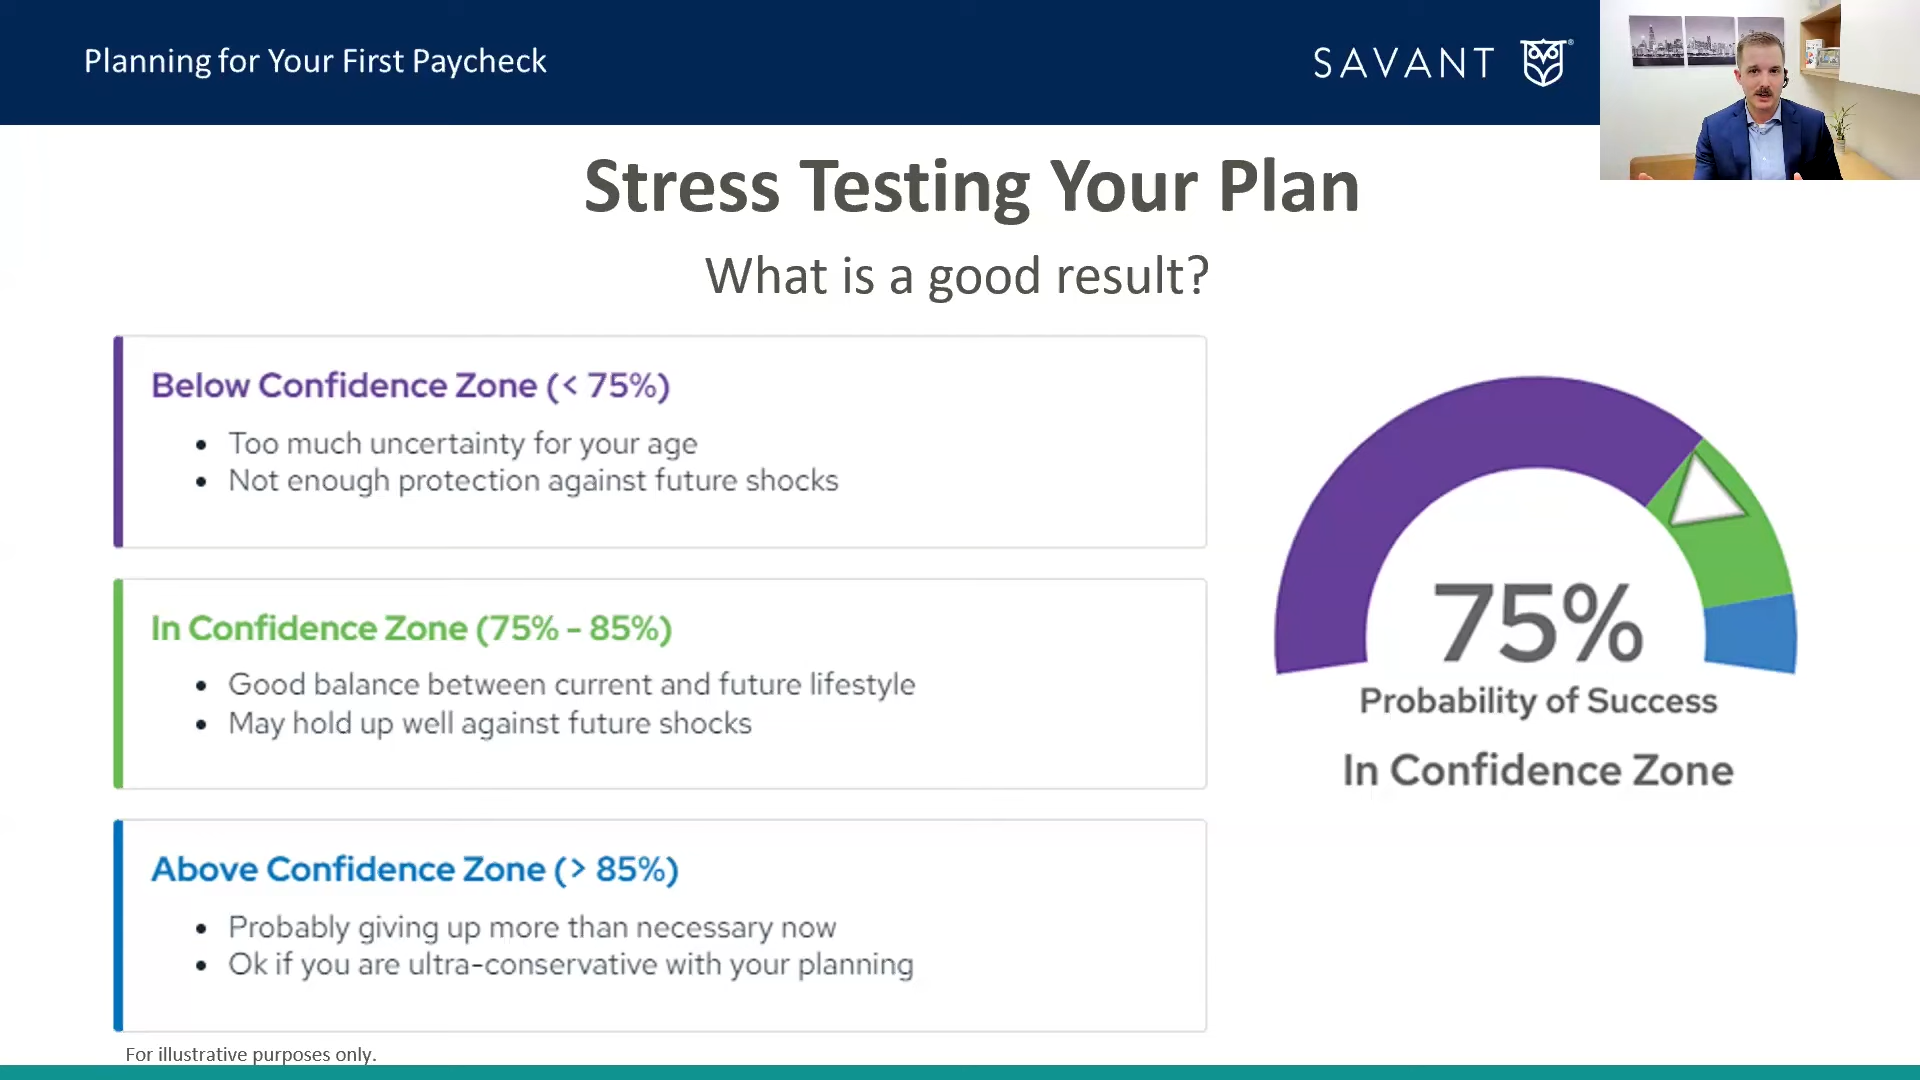 Planning for Your First Paycheck
SAVANT
Stress Testing Your Plan
What is a good result?
Below Confidence Zone (< 75%)
• Too much uncertainty for your age
• Not enough protection against future shocks
In Confidence Zone (75% - 85%)
• Good balance between current and future lifestyle
• May hold up well against future shocks
Above Confidence Zone (> 85%)
• Probably giving up more than necessary now
• Ok if you are ultra-conservative with your planning
75%
Probability of Success
In Confidence Zone
For illustrative purposes only.